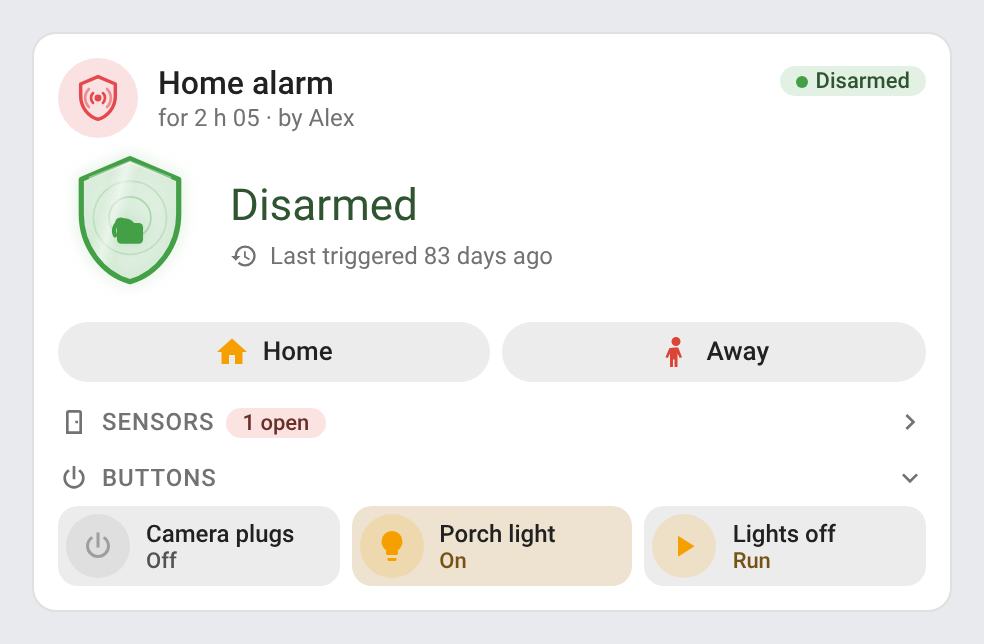 Home alarm
for 2 h 05 · by Alex
Disarmed
Disarmed
Last triggered 83 days ago
Home
Away
SENSORS
1 open
BUTTONS
Camera plugs
Off
Porch light
On
Lights off
Run